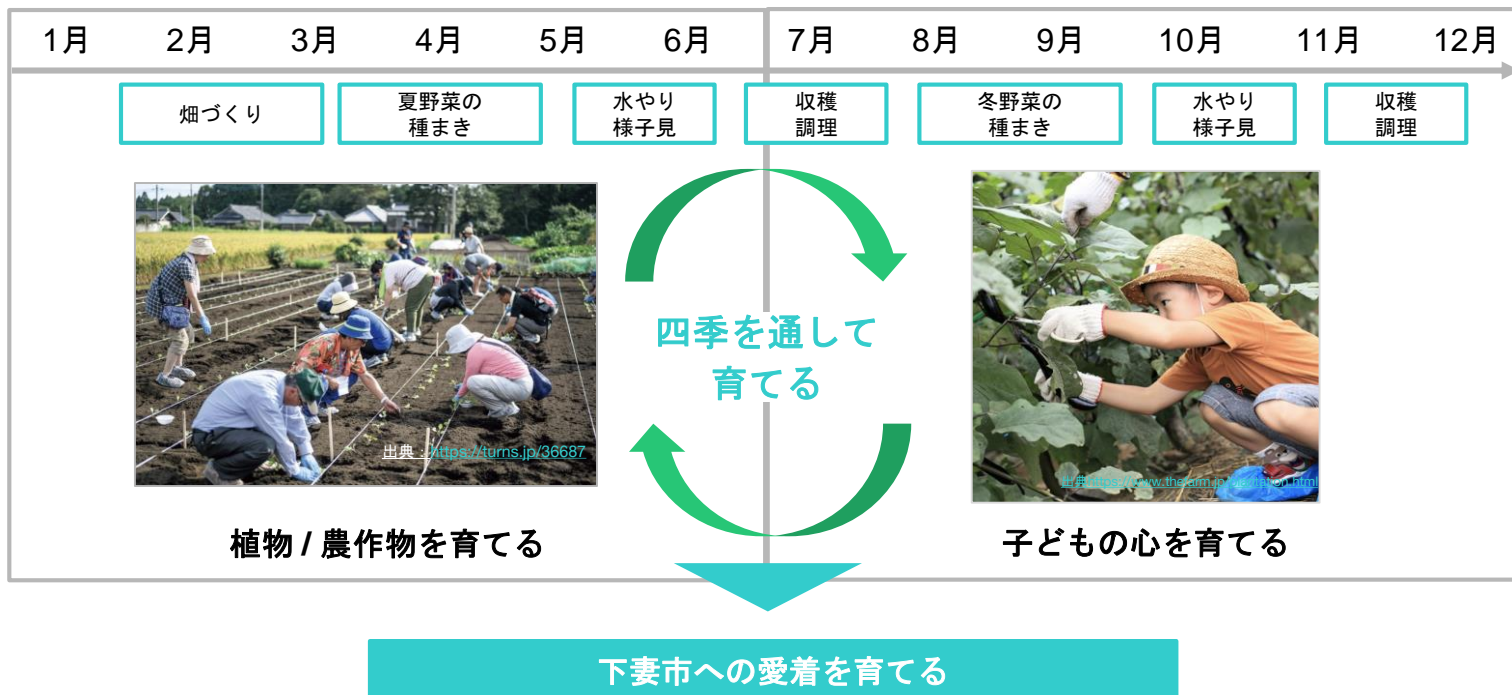 1月 2月 3月 4月 5月 6月 7月 8月 9月 10月 11月 12月
畑づくり
夏野菜の
種まき
水やり
様子見
収穫
調理
冬野菜の
種まき
水やり
様子見
収穫
調理
四季を通して
育てる
出典：https://turns.jp/36687
植物 / 農作物を育てる
子どもの心を育てる
下妻市への愛着を育てる